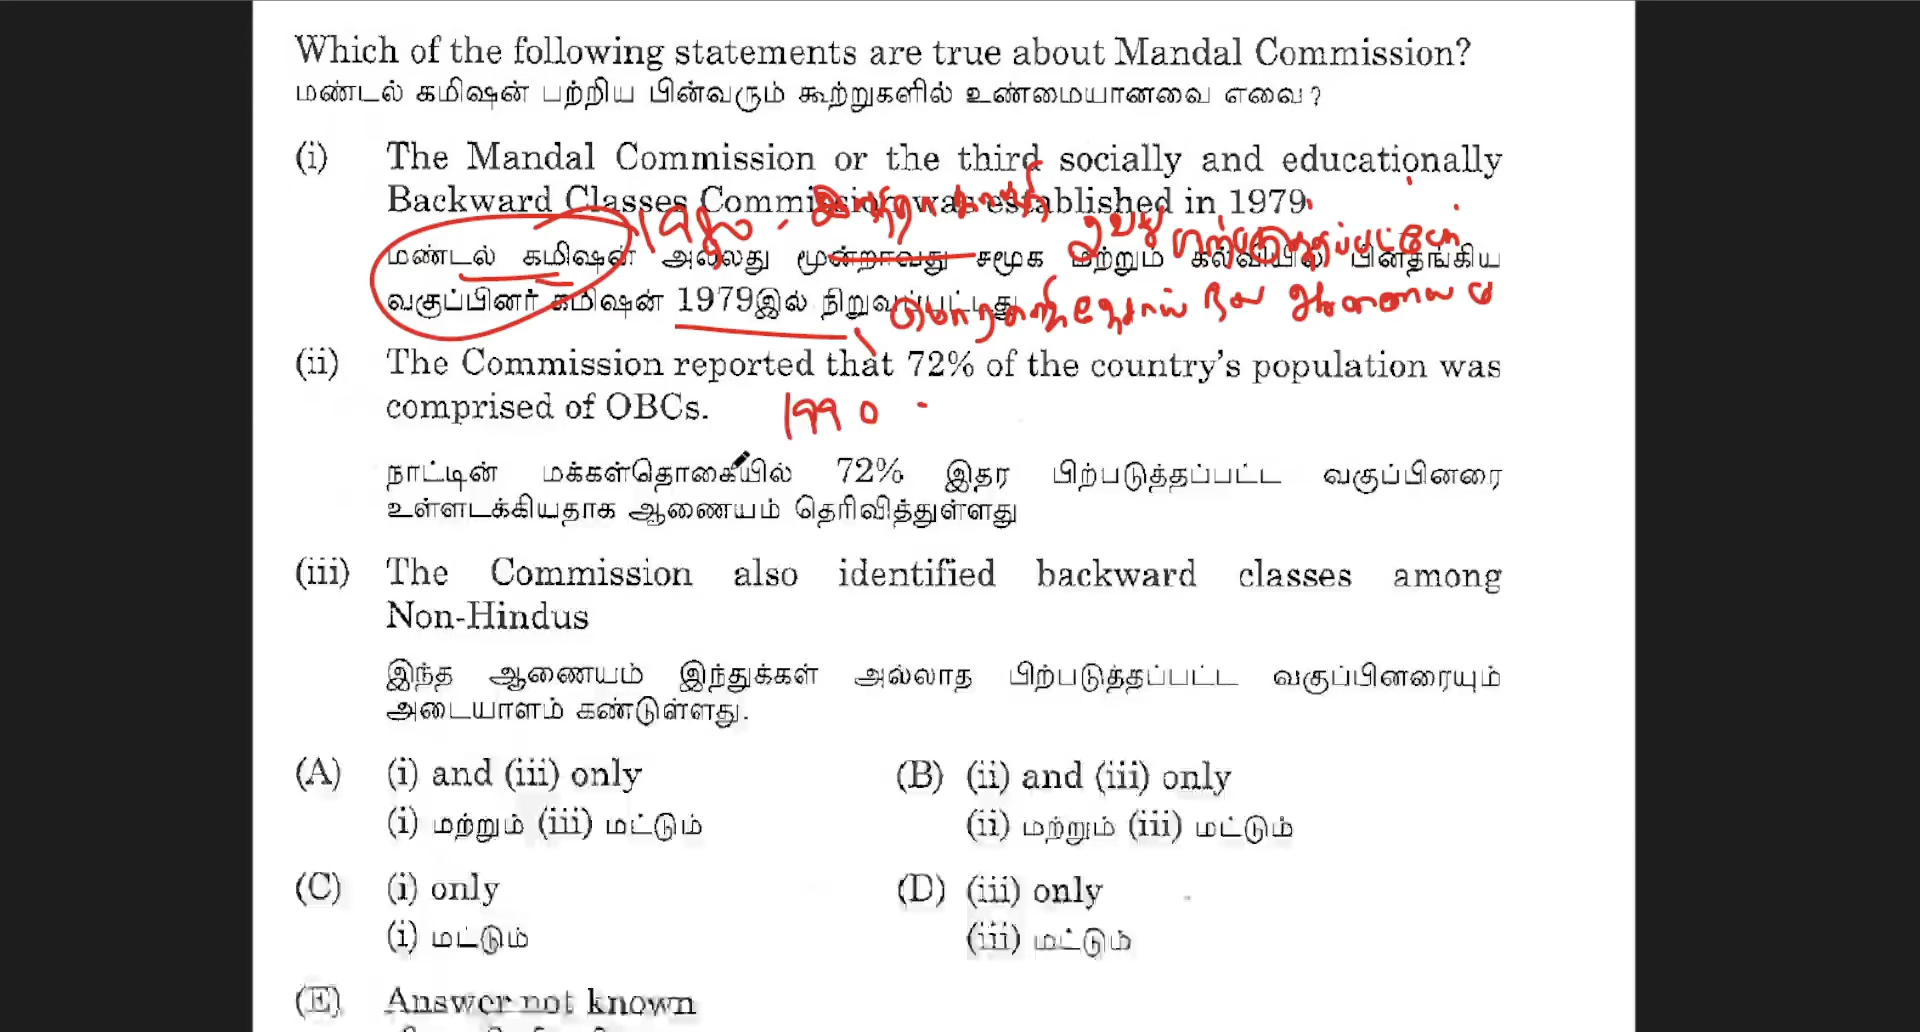 Which of the following statements are true about Mandal Commission?
மண்டல் கமிஷன் பற்றிய பின்வரும் கூற்றுகளில் உண்மையானவை எவை?
(i) The Mandal Commission or the third socially and educationally
Backward Classes Commission was established in 1979
மண்டல் கமிஷன் அல்லது மூன்றாவது சமூக மற்றும் கல்வியில் பின்தங்கிய
வகுப்பினர் கமிஷன் 1979இல் நிறுவப்பட்டது
(ii) The Commission reported that 72% of the country's population was
comprised of OBCs.
1990
நாட்டின் மக்கள்தொகையில் 72% இதர பிற்படுத்தப்பட்ட வகுப்பினரை
உள்ளடக்கியதாக ஆணையம் தெரிவித்துள்ளது
(iii) The Commission also identified backward classes among
Non-Hindus
இந்த ஆணையம் இந்துக்கள் அல்லாத பிற்படுத்தப்பட்ட வகுப்பினரையும்
அடையாளம் கண்டுள்ளது.
(A) (i) and (iii) only
(i) மற்றும் (iii) மட்டும்
(B) (ii) and (iii) only
(ii) மற்றும் (iii) மட்டும்
(C) (i) only
(i) மட்டும்
(D) (iii) only
(iii) மட்டும்
(E) Answer not known